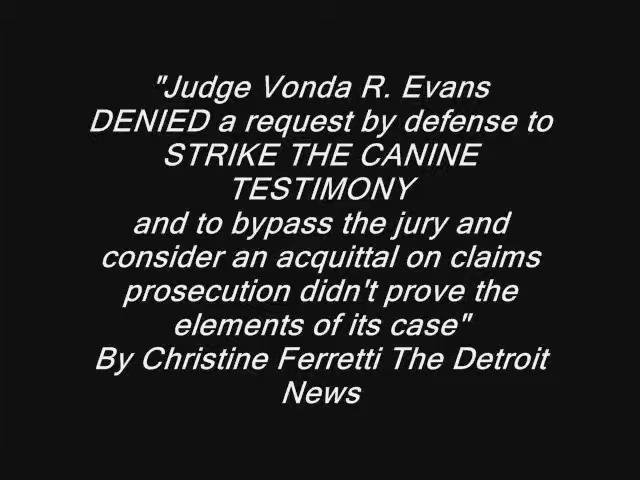 "Judge Vonda R. Evans
DENIED a request by defense to
STRIKE THE CANINE
TESTIMONY
and to bypass the jury and
consider an acquittal on claims
prosecution didn't prove the
elements of its case"
By Christine Ferretti The Detroit
News